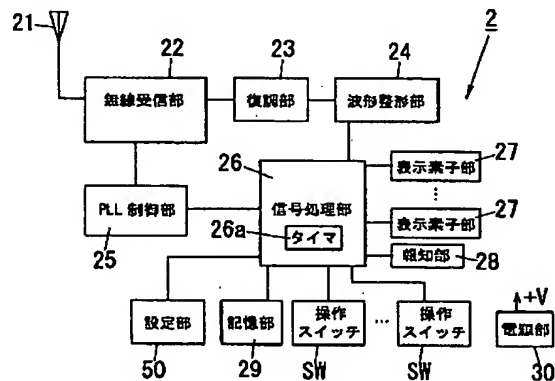 21
22
23
24
2
無線受信部
復調部
波形整形部
26
27
表示素子部
PLL 制御部
信号処理部
⋮
27
表示素子部
25
26a
タイマ
報知部
28
+V
設定部
記憶部
操作
スイッチ
…
操作
スイッチ
電源部
50
29
SW
SW
30